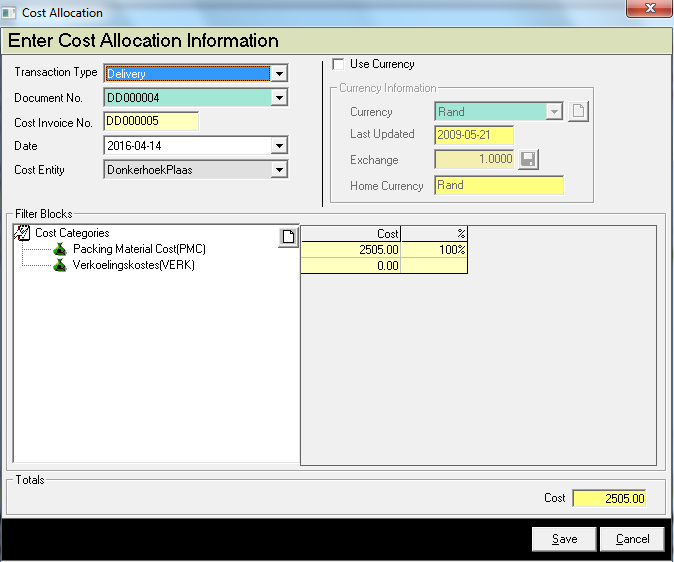 Cost Allocation
Enter Cost Allocation Information
Transaction Type Delivery
Document No. DD000004
Cost Invoice No. DD000005
Date 2016-04-14
Cost Entity DonkerhoekPlaas
Use Currency
Currency Information
Currency Rand
Last Updated 2009-05-21
Exchange 1.0000
Home Currency Rand
Filter Blocks
Cost Categories
Packing Material Cost(PMC)
Verkoelingskostes(VERK)
Cost %
2505.00 100%
0.00
Totals
Cost 2505.00
Save Cancel